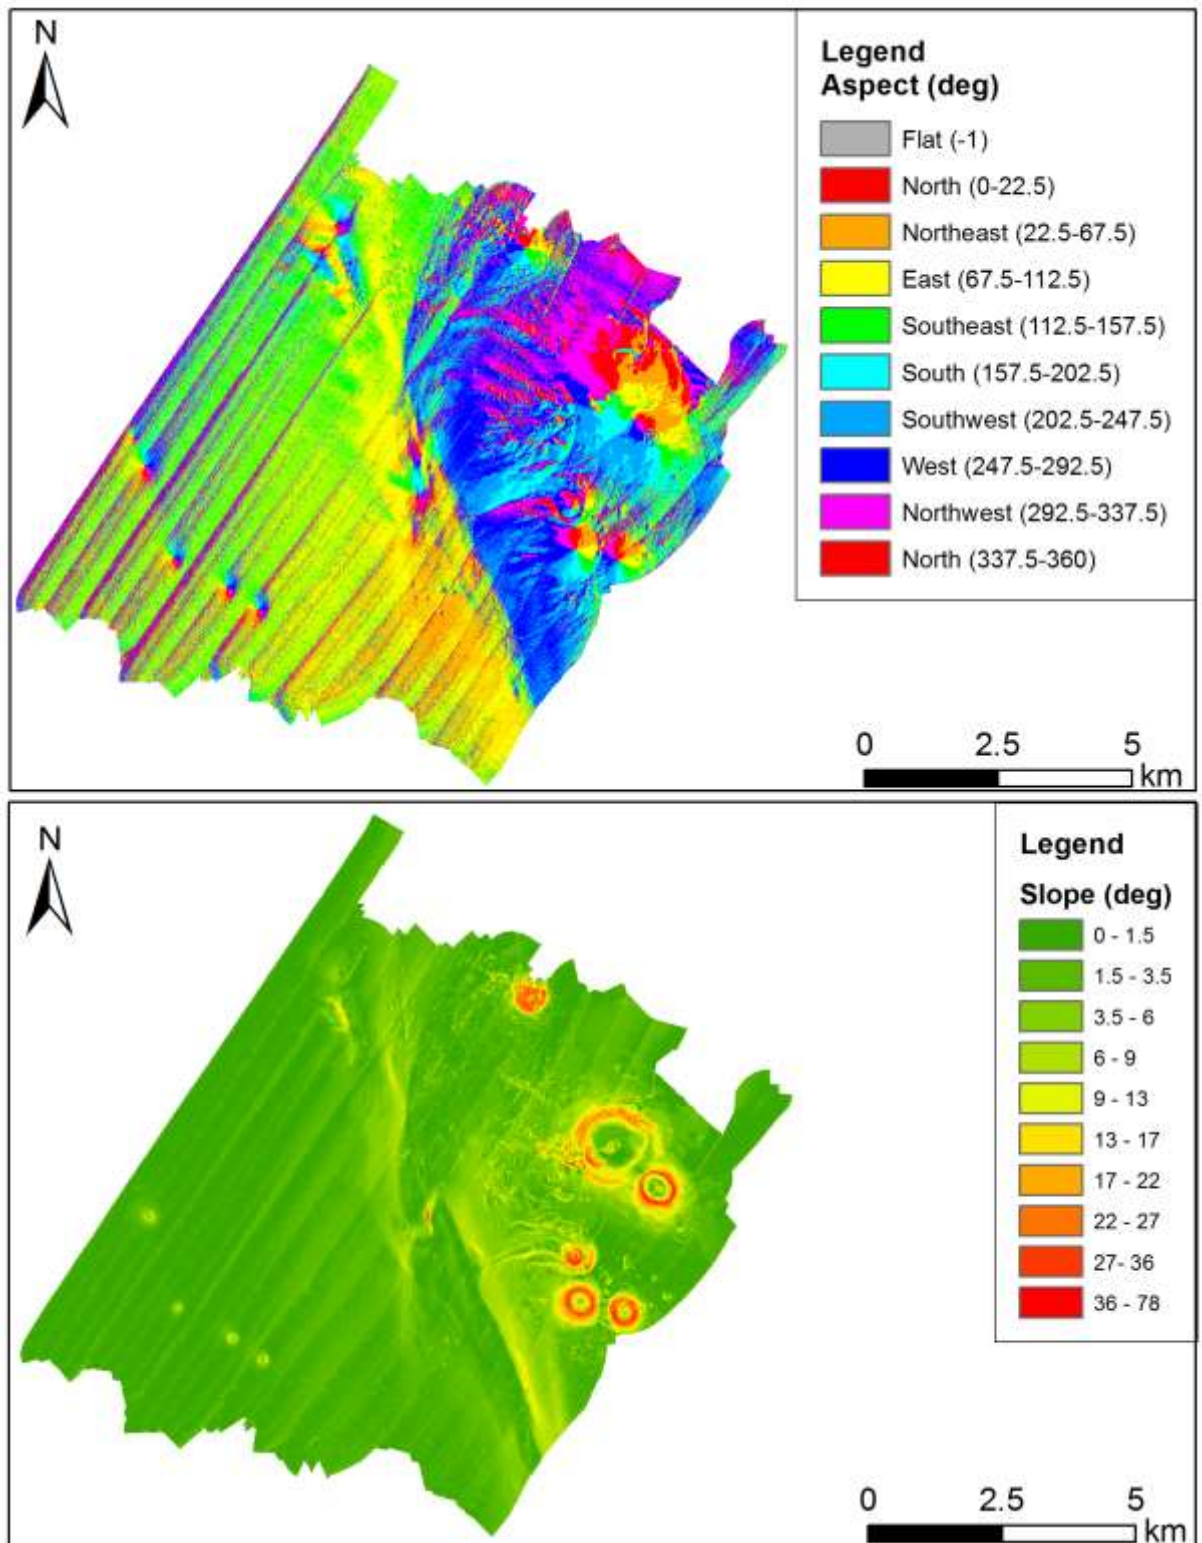 N
Legend
Aspect (deg)
Flat (-1)
North (0-22.5)
Northeast (22.5-67.5)
East (67.5-112.5)
Southeast (112.5-157.5)
South (157.5-202.5)
Southwest (202.5-247.5)
West (247.5-292.5)
Northwest (292.5-337.5)
North (337.5-360)
0 2.5 5
km
N
Legend
Slope (deg)
0 - 1.5
1.5 - 3.5
3.5 - 6
6 - 9
9 - 13
13 - 17
17 - 22
22 - 27
27- 36
36 - 78
0 2.5 5
km